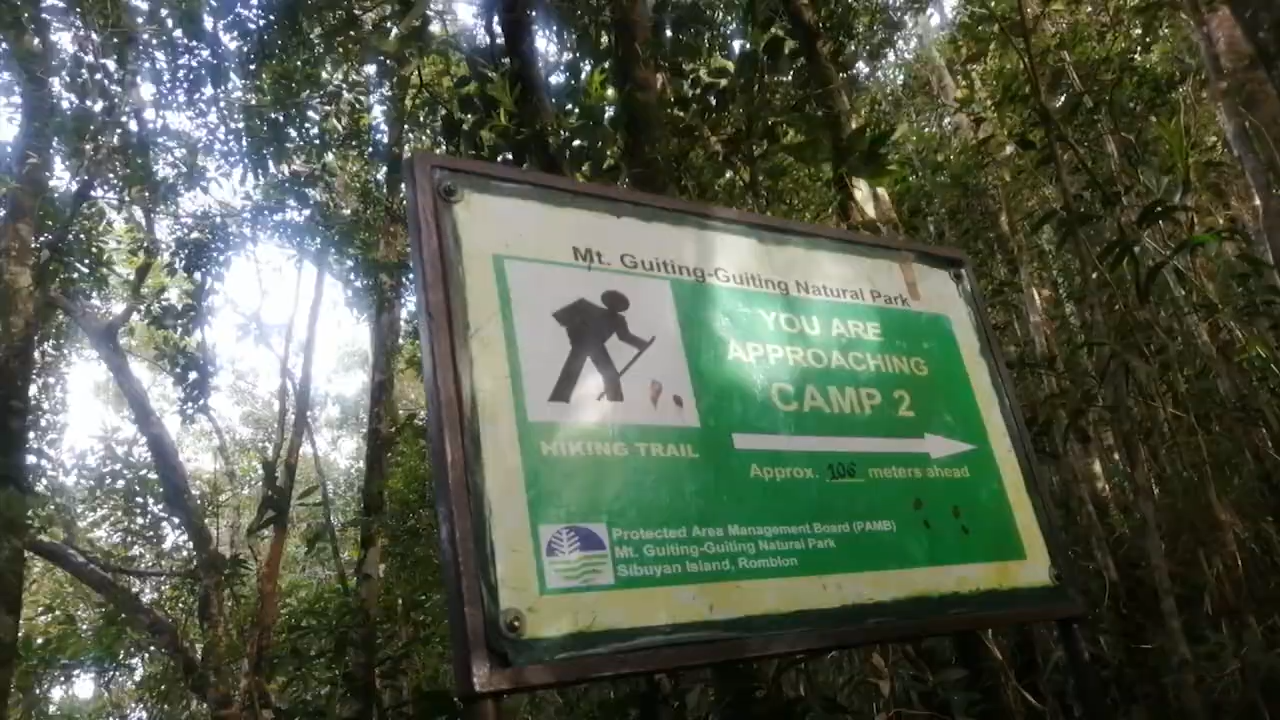 Mt. Guiting-Guiting Natural Park
YOU ARE
APPROACHING
CAMP 2
HIKING TRAIL
Approx. 106 meters ahead
Protected Area Management Board (PAMB)
Mt. Guiting-Guiting Natural Park
Sibuyan Island, Romblon